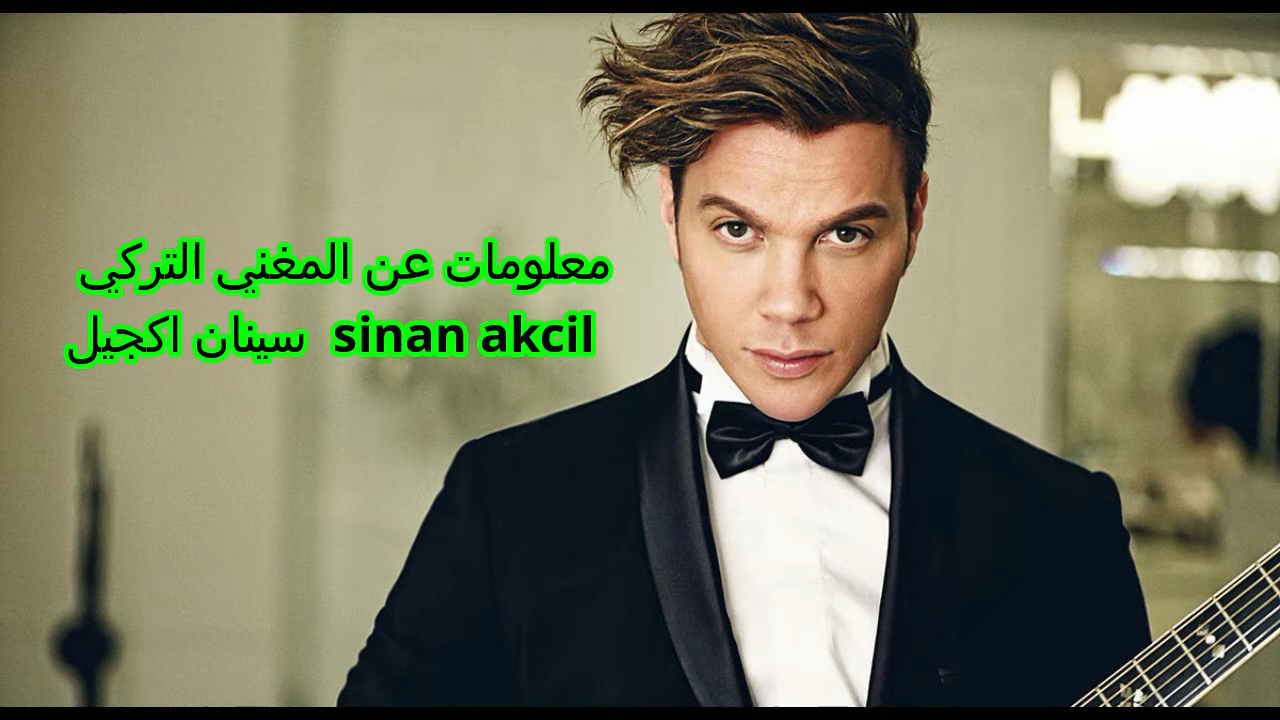 معلومات عن المغني التركي
sinan akcil سينان اكجيل